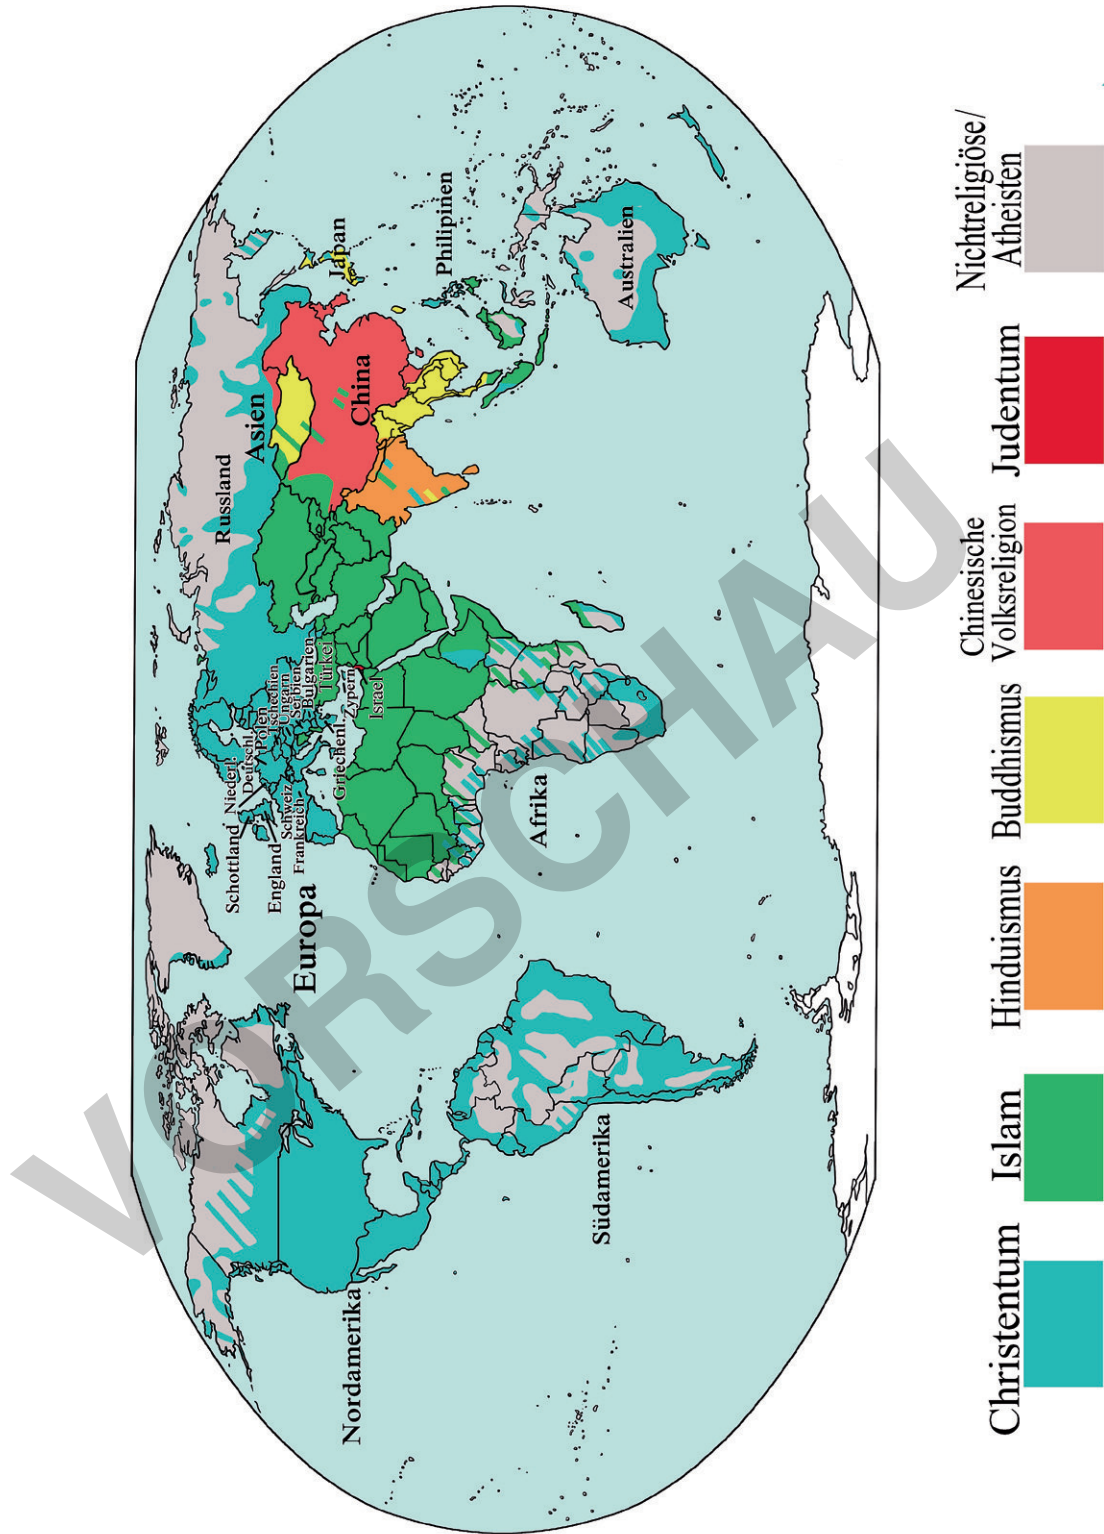 Nordamerika
Südamerika
Europa
Schottland
England
Niederl.
Deutschl.
Polen
Tschechien
Ungarn
Serbien
Bulgarien
Türkei
Schweiz
Frankreich
Griechenl.
Zypern
Israel
Afrika
Russland
Asien
China
Japan
Philipinen
Australien
VORSCHAU
Christentum
Islam
Hinduismus
Buddhismus
Chinesische
Volksreligion
Judentum
Nichtreligiöse/
Atheisten